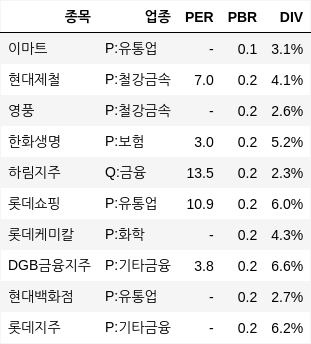 종목 업종 PER PBR DIV
이마트 P:유통업 - 0.1 3.1%
현대제철 P:철강금속 7.0 0.2 4.1%
영풍 P:철강금속 - 0.2 2.6%
한화생명 P:보험 3.0 0.2 5.2%
하림지주 Q:금융 13.5 0.2 2.3%
롯데쇼핑 P:유통업 10.9 0.2 6.0%
롯데케미칼 P:화학 - 0.2 4.3%
DGB금융지주 P:기타금융 3.8 0.2 6.6%
현대백화점 P:유통업 - 0.2 2.7%
롯데지주 P:기타금융 - 0.2 6.2%